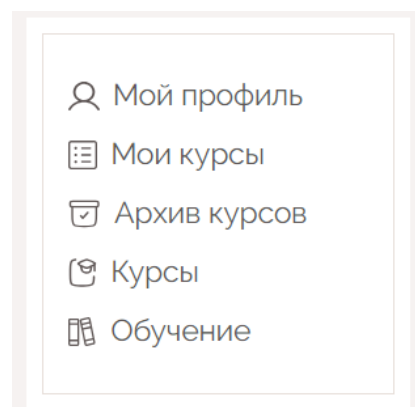 Мой профиль
Мои курсы
Архив курсов
Курсы
Обучение